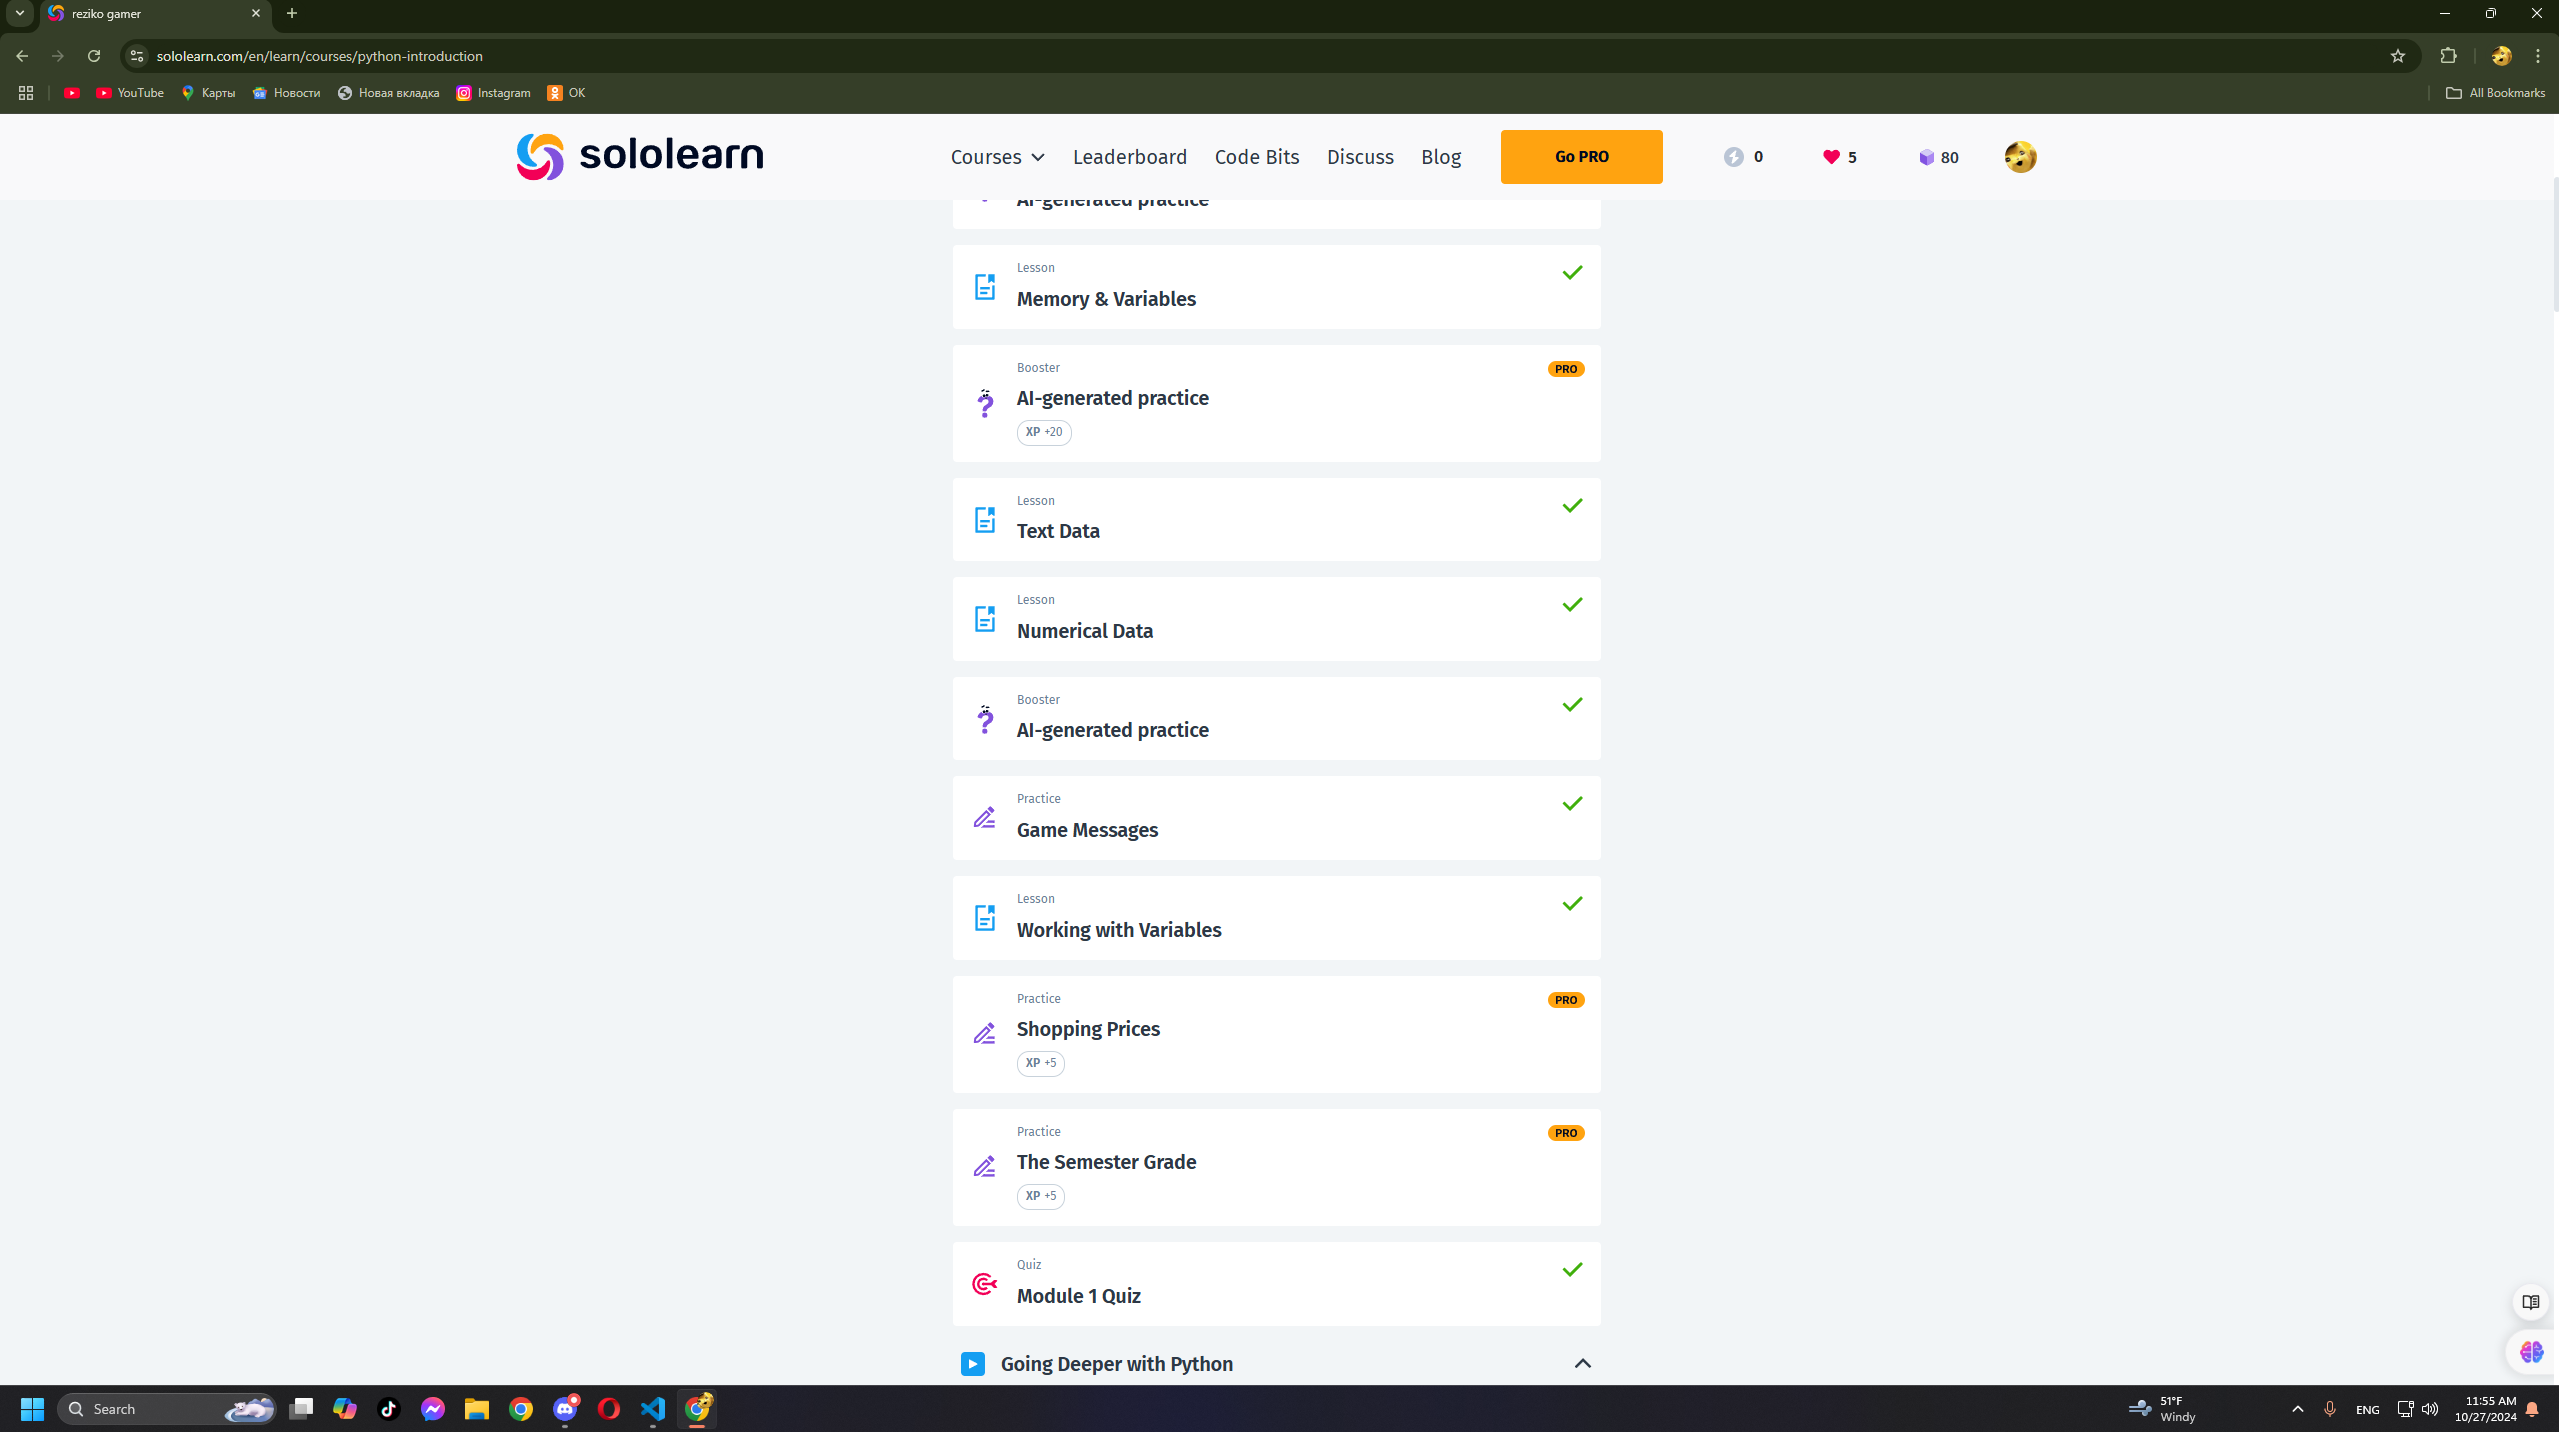 reziko gamer
sololearn.com/en/learn/courses/python-introduction
YouTube
Карты
Новости
Новая вкладка
Instagram
OK
All Bookmarks
sololearn
Courses
Leaderboard
Code Bits
Discuss
Blog
Go PRO
0
5
80
AI-generated practice
Lesson
Memory & Variables
Booster
PRO
AI-generated practice
XP +20
Lesson
Text Data
Lesson
Numerical Data
Booster
AI-generated practice
Practice
Game Messages
Lesson
Working with Variables
Practice
PRO
Shopping Prices
XP +5
Practice
PRO
The Semester Grade
XP +5
Quiz
Module 1 Quiz
Going Deeper with Python
Search
51°F
Windy
ENG
11:55 AM
10/27/2024